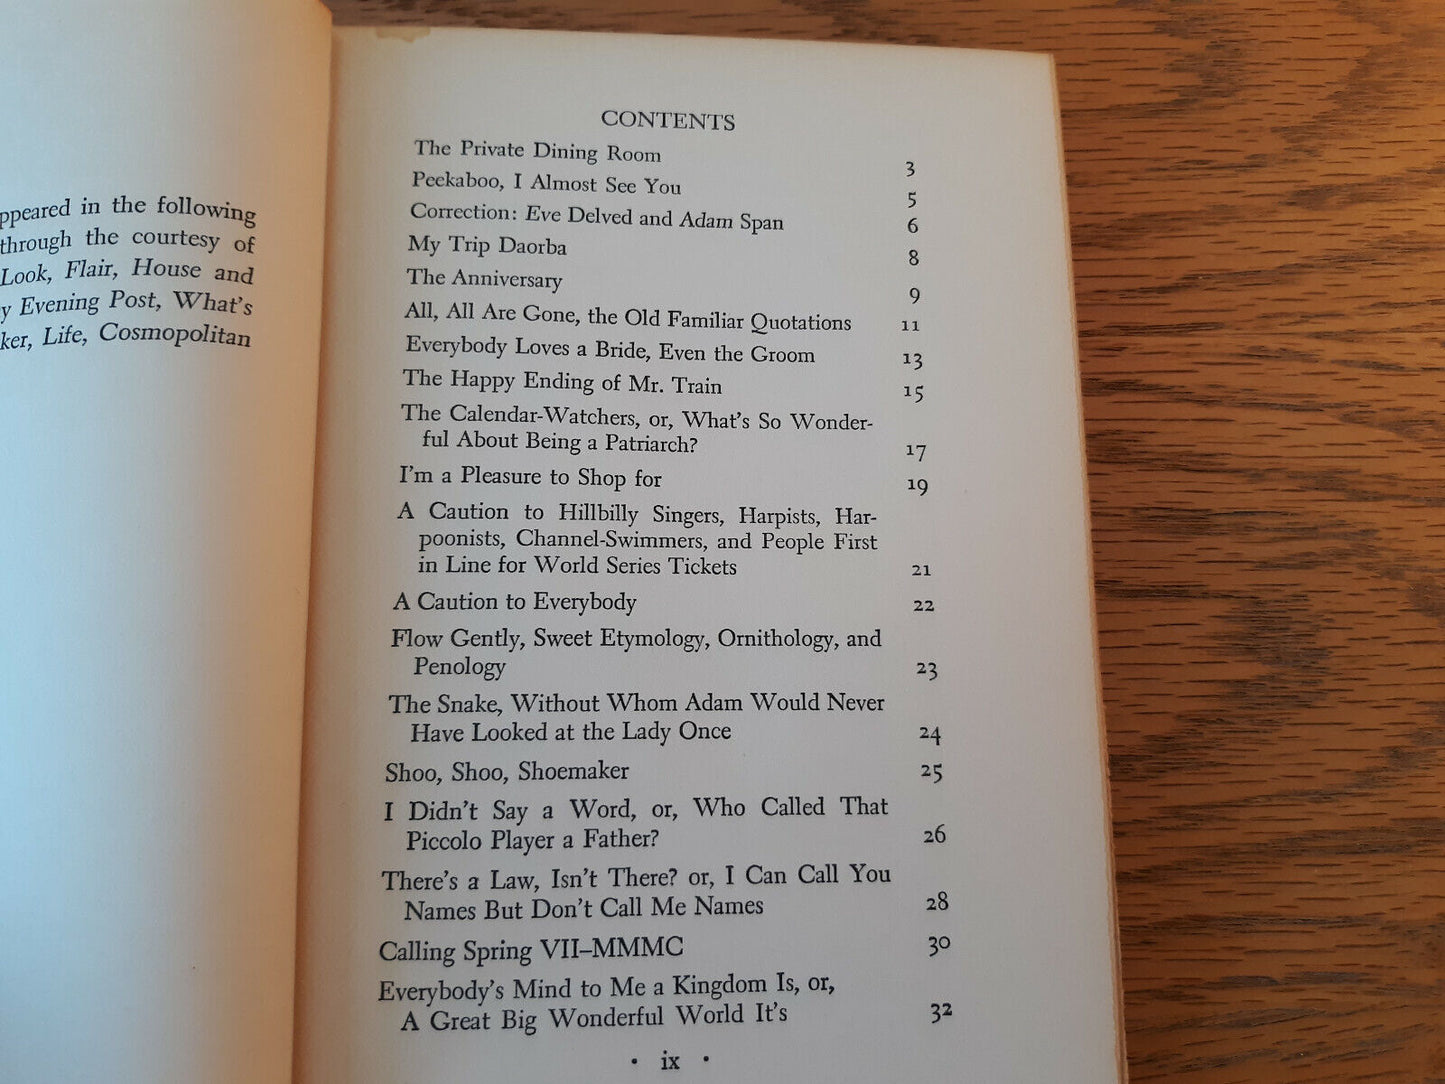 ppeared in the following
through the courtesy of
Look, Flair, House and
y Evening Post, What's
ker, Life, Cosmopolitan
CONTENTS
The Private Dining Room 3
Peekaboo, I Almost See You 5
Correction: Eve Delved and Adam Span 6
My Trip Daorba 8
The Anniversary 9
All, All Are Gone, the Old Familiar Quotations 11
Everybody Loves a Bride, Even the Groom 13
The Happy Ending of Mr. Train 15
The Calendar-Watchers, or, What's So Wonder-
ful About Being a Patriarch? 17
I'm a Pleasure to Shop for 19
A Caution to Hillbilly Singers, Harpists, Har-
poonists, Channel-Swimmers, and People First
in Line for World Series Tickets 21
A Caution to Everybody 22
Flow Gently, Sweet Etymology, Ornithology, and
Penology 23
The Snake, Without Whom Adam Would Never
Have Looked at the Lady Once 24
Shoo, Shoo, Shoemaker 25
I Didn't Say a Word, or, Who Called That
Piccolo Player a Father? 26
There's a Law, Isn't There? or, I Can Call You
Names But Don't Call Me Names 28
Calling Spring VII–MMMC 30
Everybody's Mind to Me a Kingdom Is, or,
A Great Big Wonderful World It's 32
· ix ·